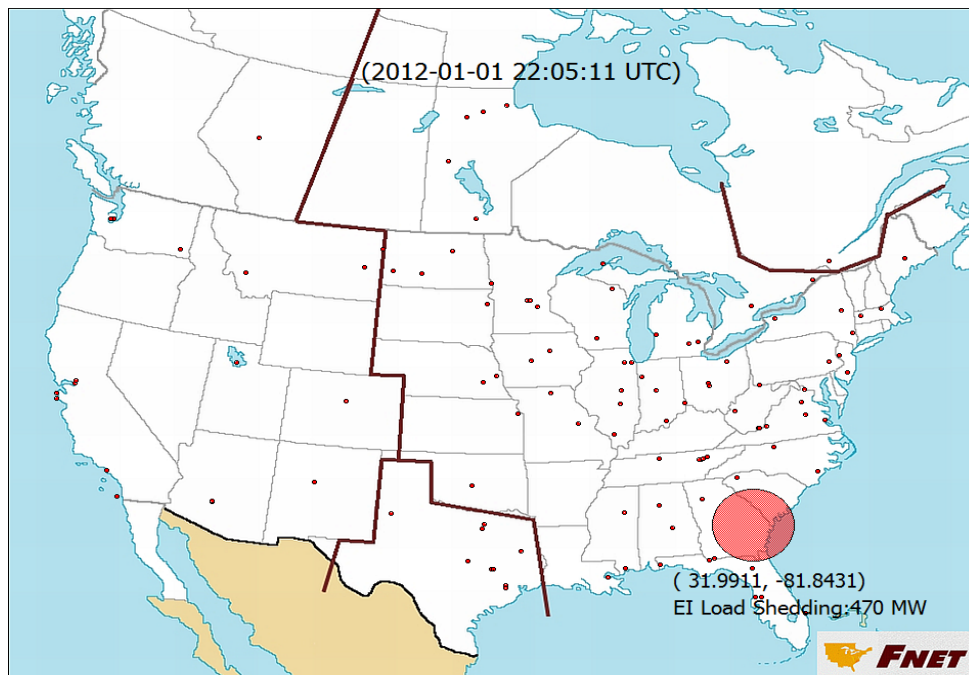 (2012-01-01 22:05:11 UTC)
( 31.9911, -81.8431)
EI Load Shedding:470 MW
FNET